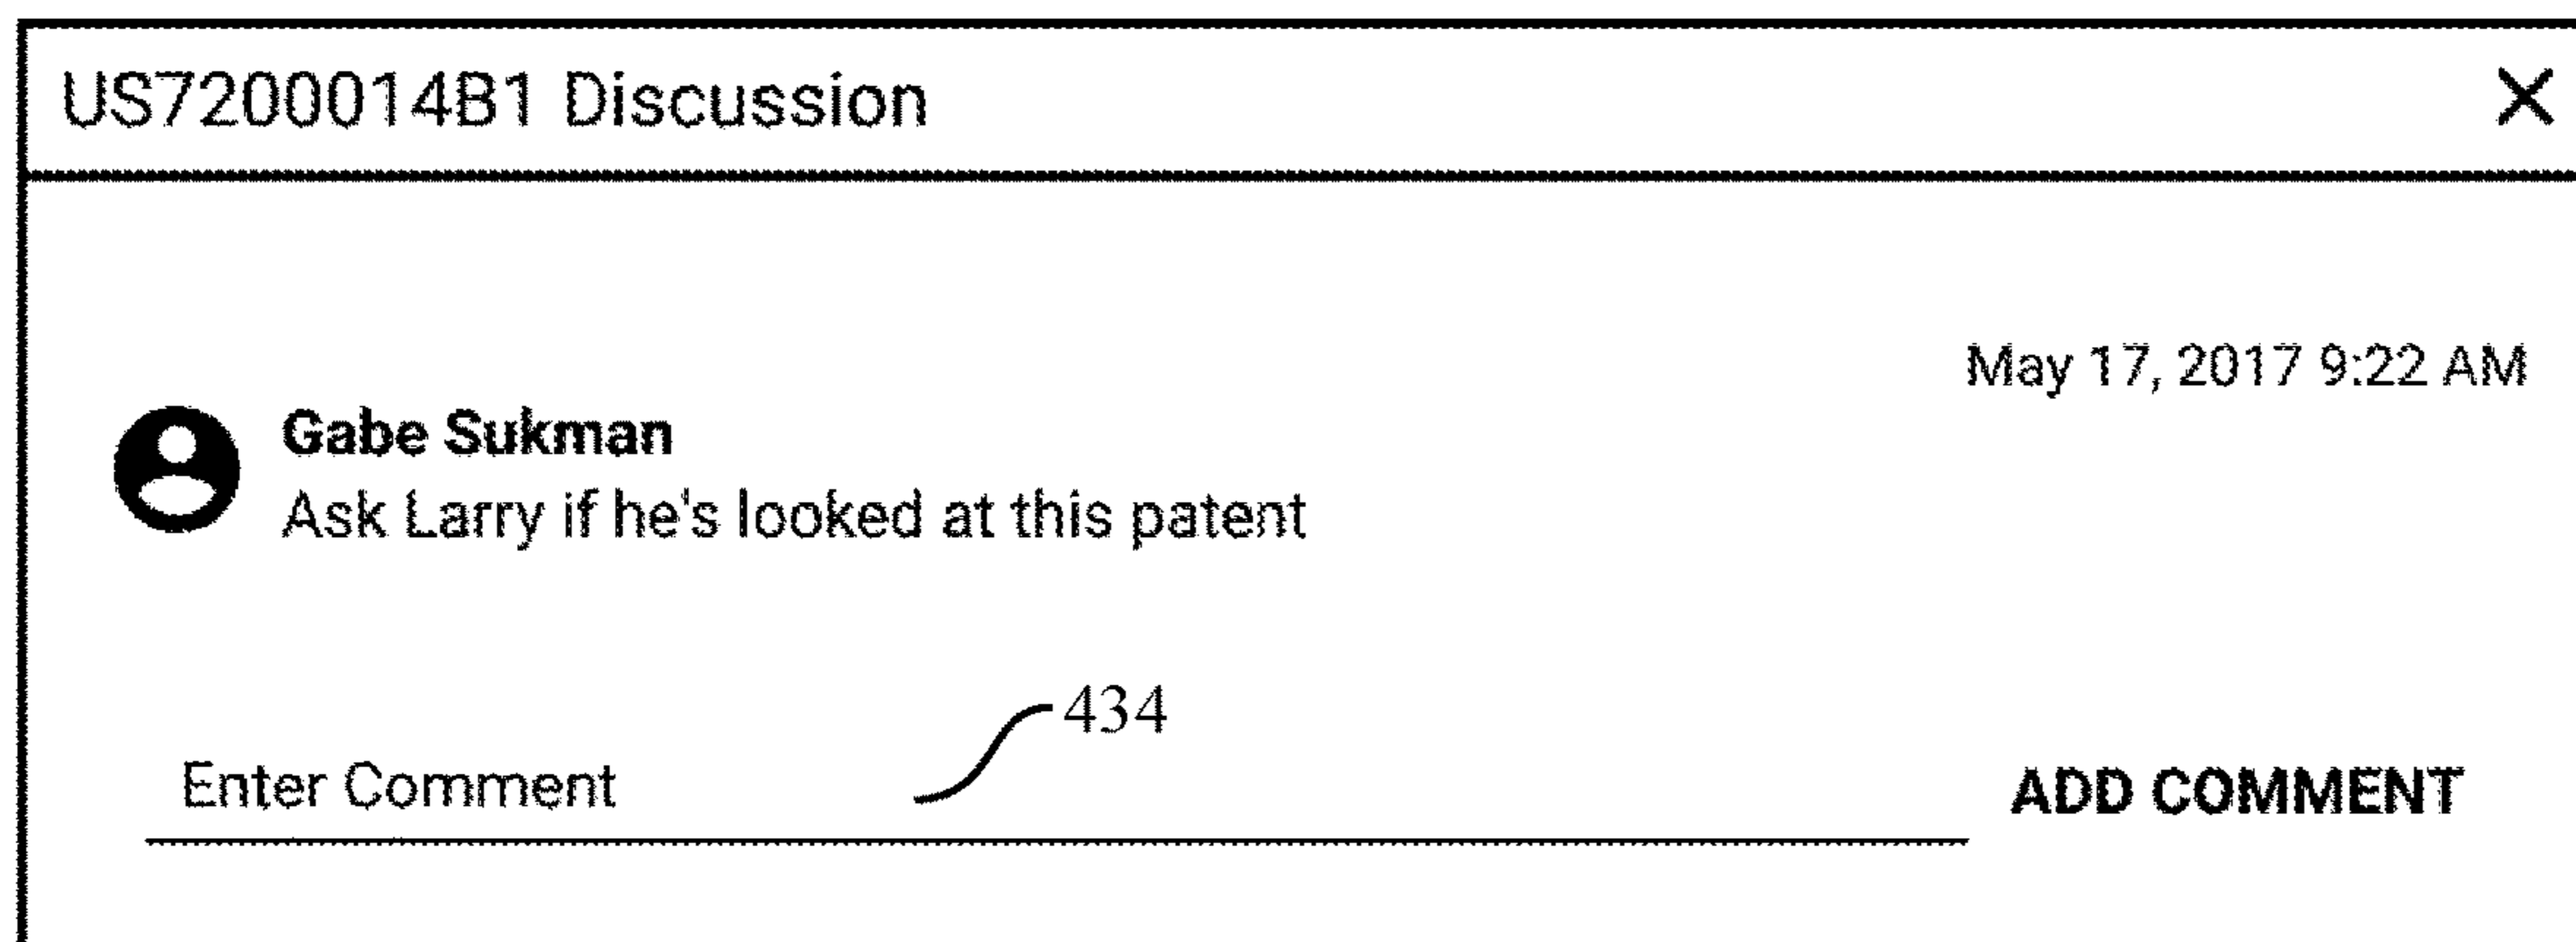 US7200014B1 Discussion ×
May 17, 2017 9:22 AM
Gabe Sukman
Ask Larry if he's looked at this patent
434
Enter Comment ADD COMMENT